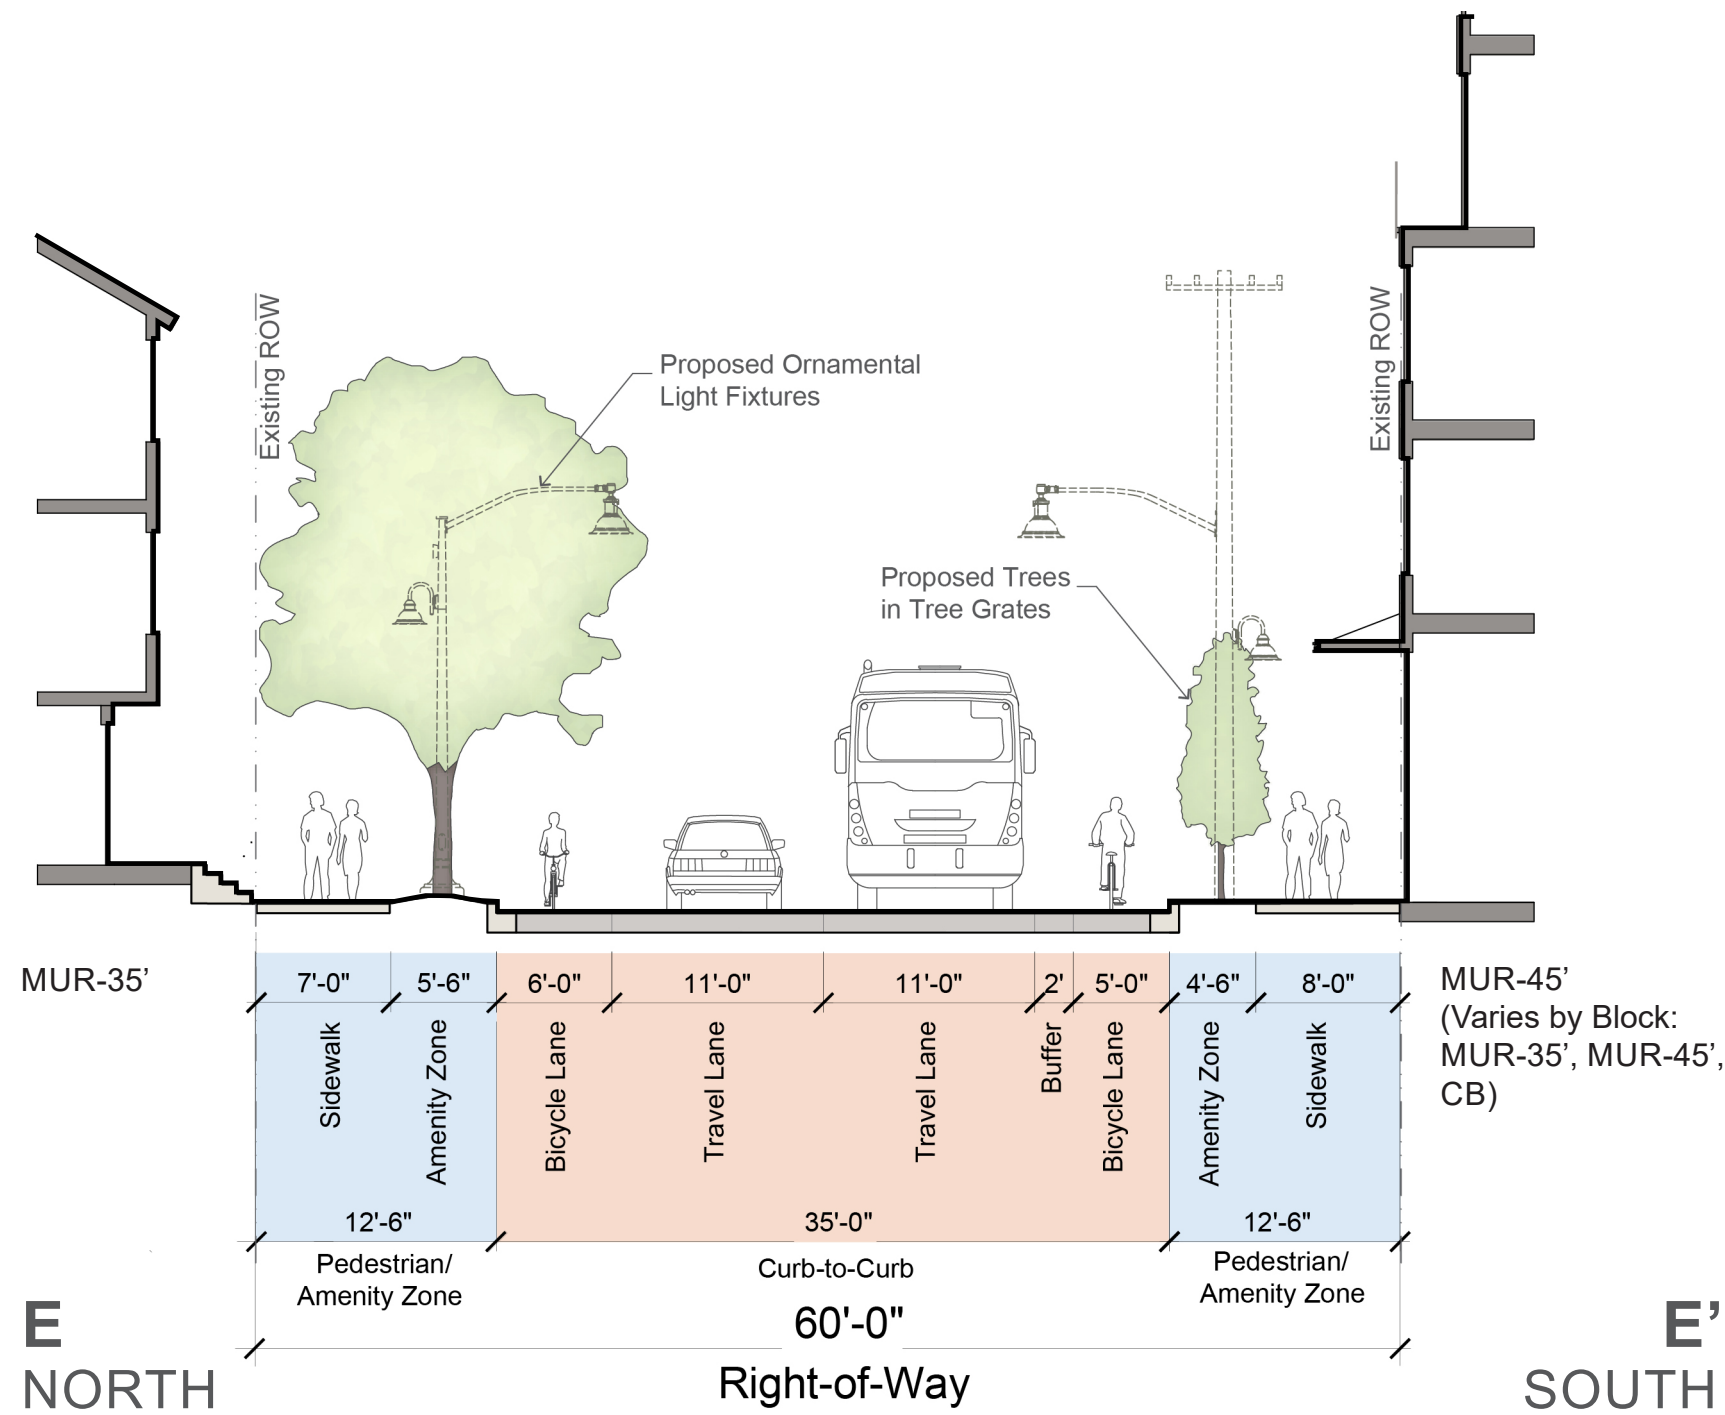 Existing ROW
Existing ROW
Proposed Ornamental
Light Fixtures
Proposed Trees
in Tree Grates
MUR-35’
7'-0"
5'-6"
6'-0"
11'-0"
11'-0"
2'
5'-0"
4'-6"
8'-0"
MUR-45’
(Varies by Block:
MUR-35’, MUR-45’,
CB)
Sidewalk
Amenity Zone
Bicycle Lane
Travel Lane
Travel Lane
Buffer
Bicycle Lane
Amenity Zone
Sidewalk
12'-6"
35'-0"
12'-6"
Pedestrian/
Amenity Zone
Curb-to-Curb
Pedestrian/
Amenity Zone
60'-0"
Right-of-Way
E
NORTH
E’
SOUTH